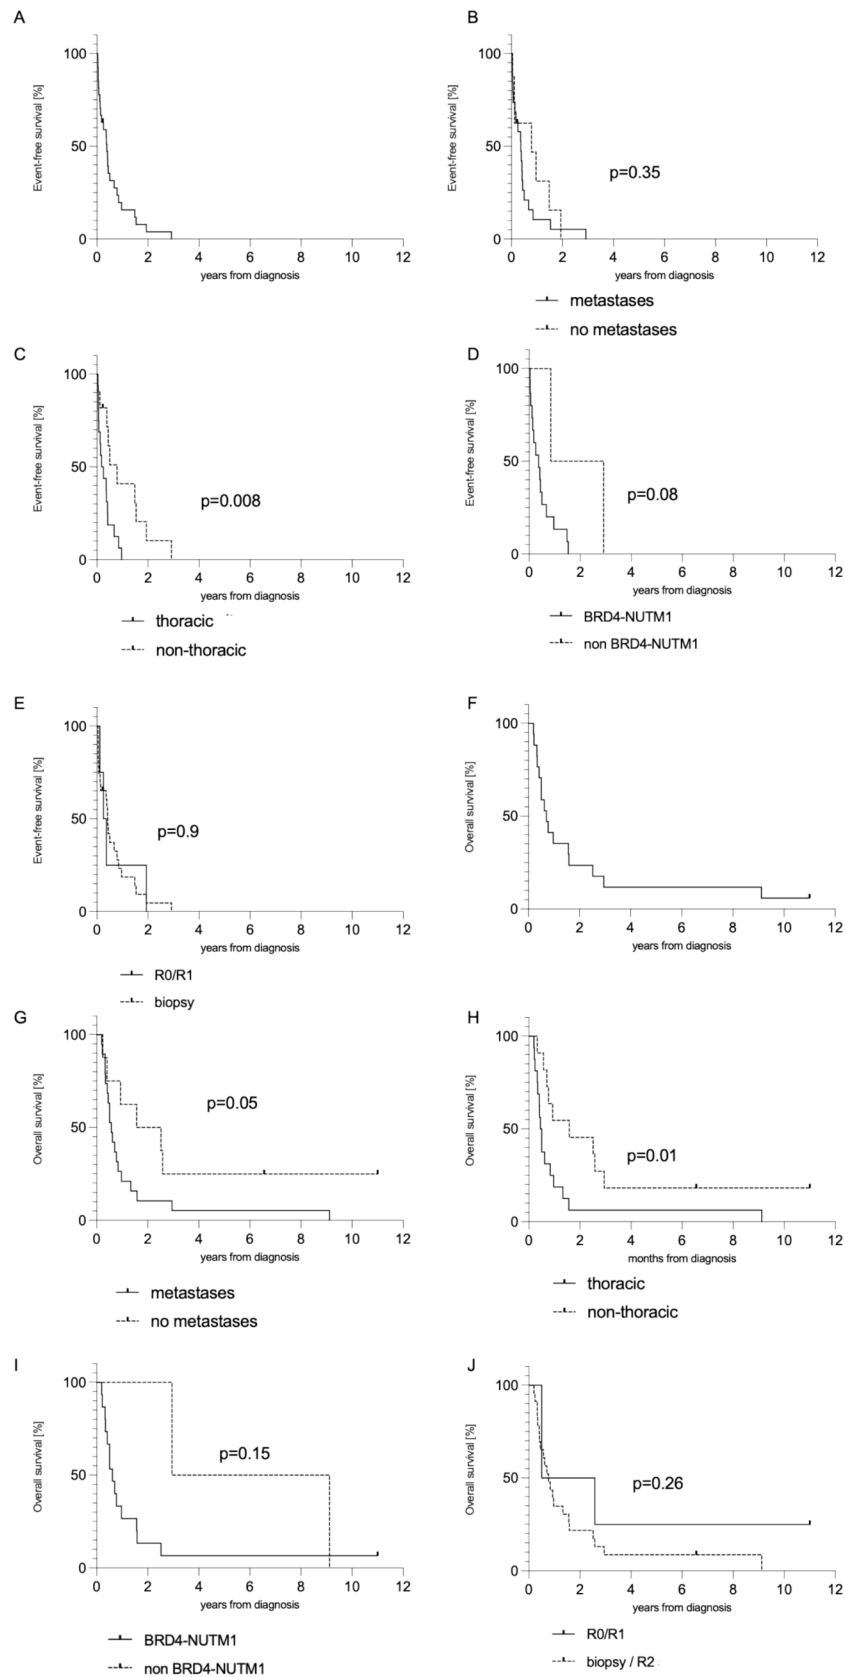 A
100
50
0
Event-free survival [%]
0 2 4 6 8 10 12
years from diagnosis
B
100
50
0
Event-free survival [%]
p=0.35
0 2 4 6 8 10 12
years from diagnosis
metastases
no metastases
C
100
50
0
Event-free survival [%]
p=0.008
0 2 4 6 8 10 12
years from diagnosis
thoracic
non-thoracic
D
100
50
0
Event-free survival [%]
p=0.08
0 2 4 6 8 10 12
years from diagnosis
BRD4-NUTM1
non BRD4-NUTM1
E
100
50
0
Event-free survival [%]
p=0.9
0 2 4 6 8 10 12
years from diagnosis
R0/R1
biopsy
F
100
50
0
Overall survival [%]
0 2 4 6 8 10 12
years from diagnosis
G
100
50
0
Overall survival [%]
p=0.05
0 2 4 6 8 10 12
years from diagnosis
metastases
no metastases
H
100
50
0
Overall survival [%]
p=0.01
0 2 4 6 8 10 12
months from diagnosis
thoracic
non-thoracic
I
100
50
0
Overall survival [%]
p=0.15
0 2 4 6 8 10 12
years from diagnosis
BRD4-NUTM1
non BRD4-NUTM1
J
100
50
0
Overall survival [%]
p=0.26
0 2 4 6 8 10 12
years from diagnosis
R0/R1
biopsy / R2